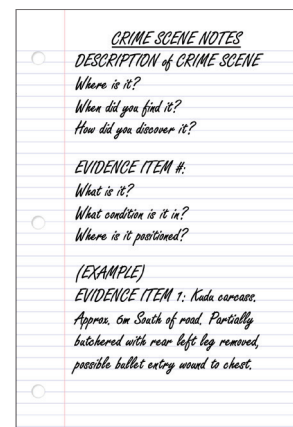 CRIME SCENE NOTES
DESCRIPTION of CRIME SCENE
Where is it?
When did you find it?
How did you discover it?
EVIDENCE ITEM #:
What is it?
What condition is it in?
Where is it positioned?
(EXAMPLE)
EVIDENCE ITEM 1: Kudu carcass.
Approx. 6m South of road. Partially
butchered with rear left leg removed,
possible bullet entry wound to chest.